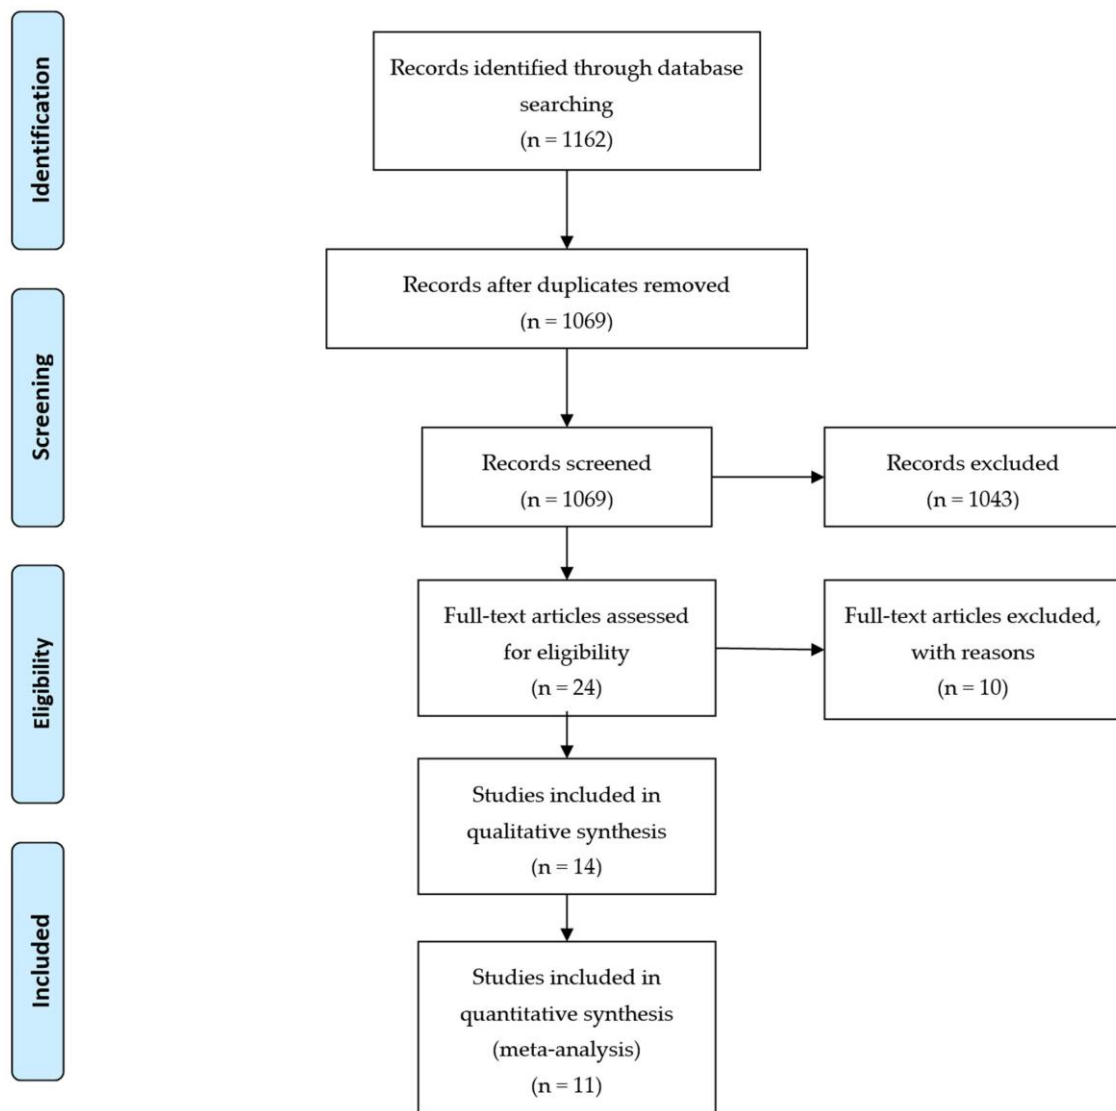 Identification
Records identified through database
searching
(n = 1162)
Records after duplicates removed
(n = 1069)
Screening
Records screened
(n = 1069)
Records excluded
(n = 1043)
Eligibility
Full-text articles assessed
for eligibility
(n = 24)
Full-text articles excluded,
with reasons
(n = 10)
Studies included in
qualitative synthesis
(n = 14)
Included
Studies included in
quantitative synthesis
(meta-analysis)
(n = 11)